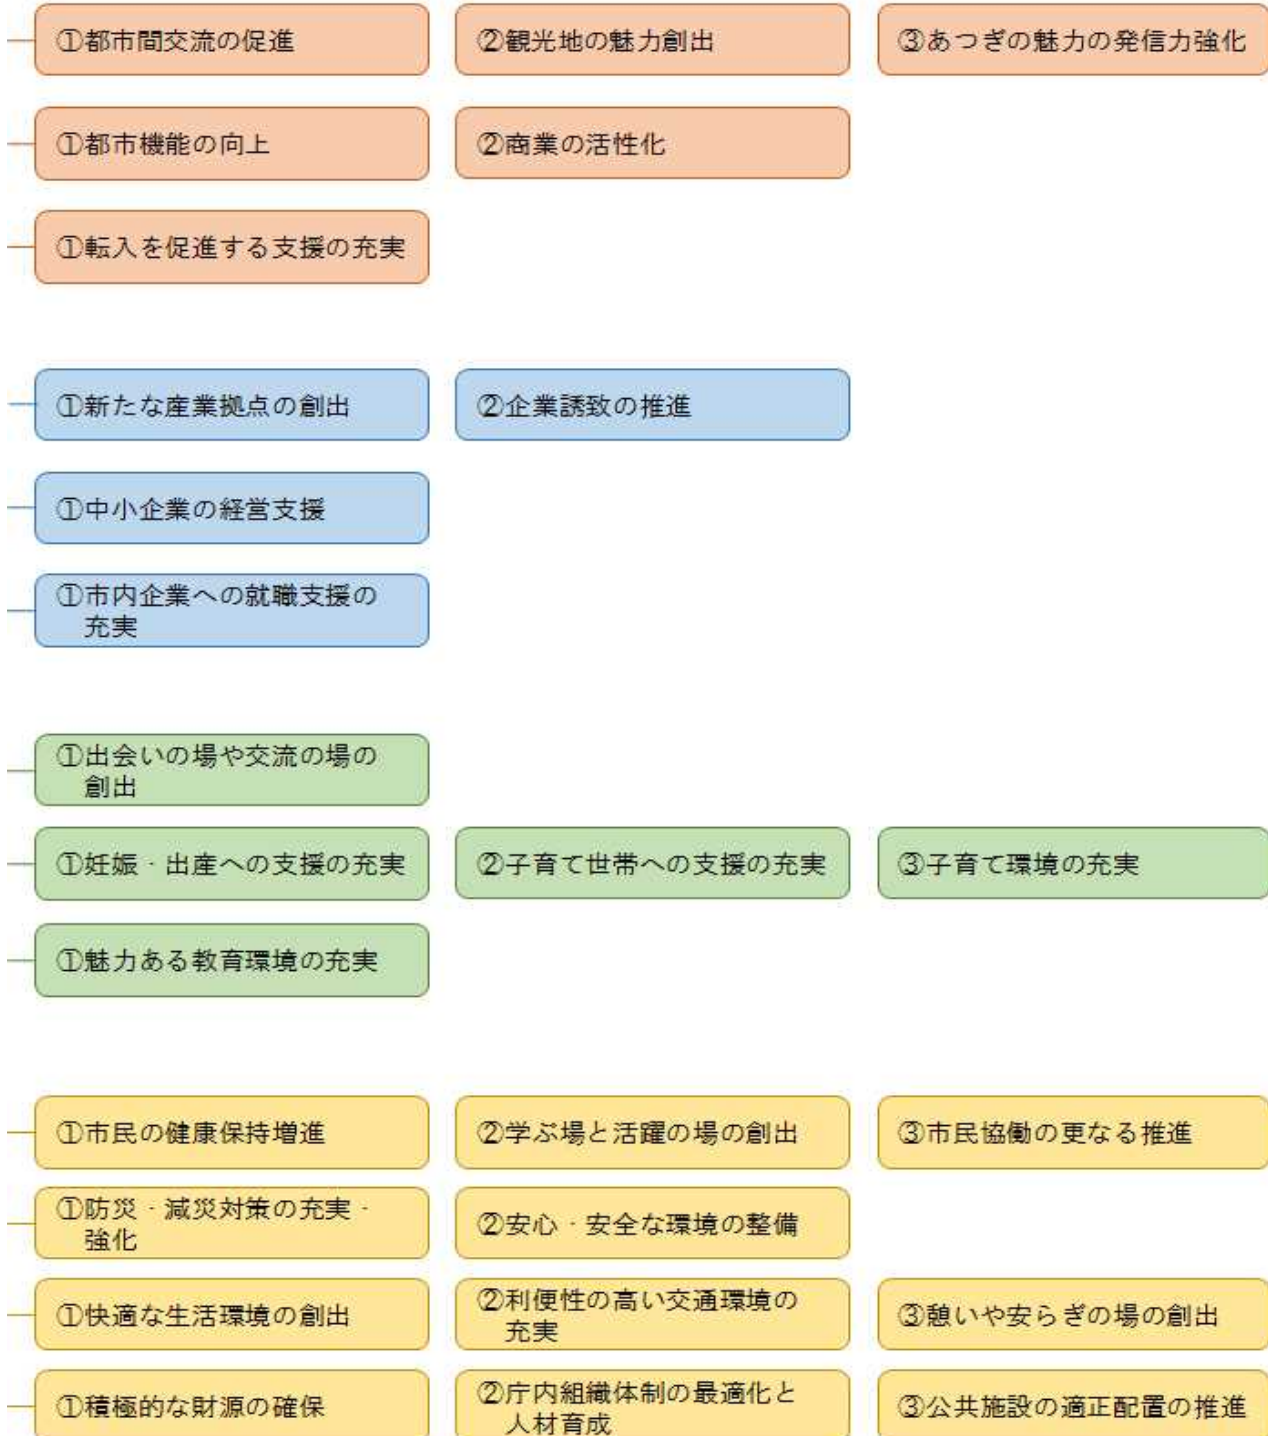 ①都市間交流の促進
②観光地の魅力創出
③あつぎの魅力の発信力強化
①都市機能の向上
②商業の活性化
①転入を促進する支援の充実
①新たな産業拠点の創出
②企業誘致の推進
①中小企業の経営支援
①市内企業への就職支援の
充実
①出会いの場や交流の場の
創出
①妊娠・出産への支援の充実
②子育て世帯への支援の充実
③子育て環境の充実
①魅力ある教育環境の充実
①市民の健康保持増進
②学ぶ場と活躍の場の創出
③市民協働の更なる推進
①防災・減災対策の充実・
強化
②安心・安全な環境の整備
①快適な生活環境の創出
②利便性の高い交通環境の
充実
③憩いや安らぎの場の創出
①積極的な財源の確保
②庁内組織体制の最適化と
人材育成
③公共施設の適正配置の推進